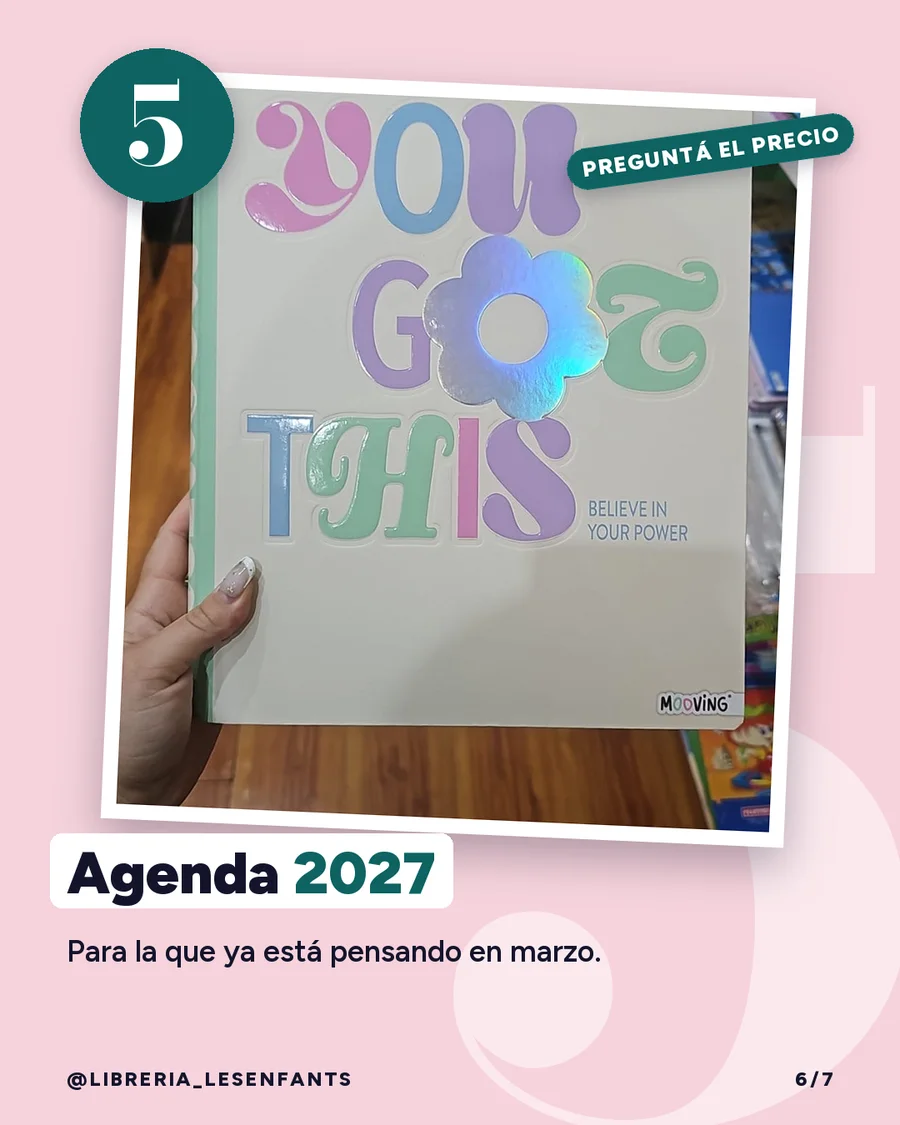 5
PREGUNTÁ EL PRECIO
YOU
GOT
THIS
BELIEVE IN
YOUR POWER
MOOVING
Agenda 2027
Para la que ya está pensando en marzo.
@LIBRERIA_LESENFANTS
6/7
5